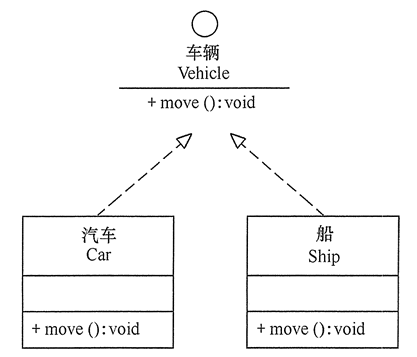 车辆
Vehicle
+ move (): void
汽车
Car
+ move (): void
船
Ship
+ move (): void